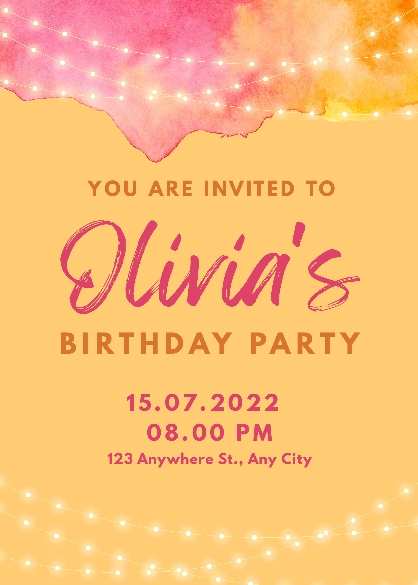 YOU ARE INVITED TO
Olivia's
BIRTHDAY PARTY
15.07.2022
08.00 PM
123 Anywhere St., Any City